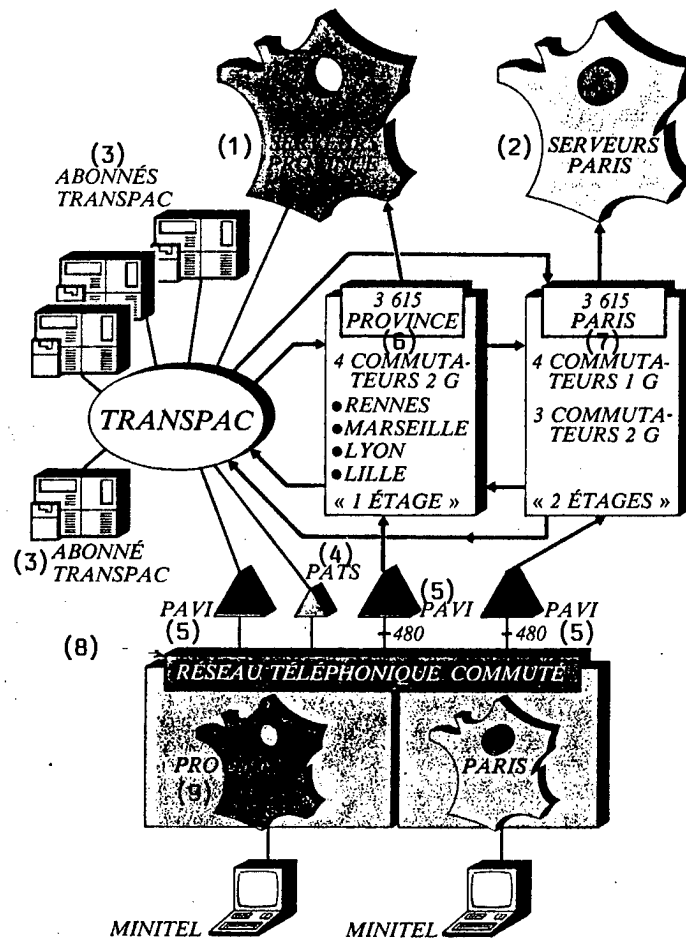 (1)
SERVEURS
PROVINCE
(2)
SERVEURS
PARIS
(3)
ABONNÉS
TRANSPAC
3 615
PROVINCE
(6)
4 COMMUTA-
TEURS 2 G
●RENNES
●MARSEILLE
●LYON
●LILLE
« 1 ÉTAGE »
3 615
PARIS
(7)
4 COMMUTA-
TEURS 1 G
3 COMMUTA-
TEURS 2 G
« 2 ÉTAGES »
TRANSPAC
(3) ABONNÉ
TRANSPAC
(4)
PATS
PAVI
(5)
(5)
PAVI
480
PAVI
(5)
480
(8)
RÉSEAU TÉLÉPHONIQUE COMMUTÉ
PRO
(9)
PARIS
MINITEL
MINITEL